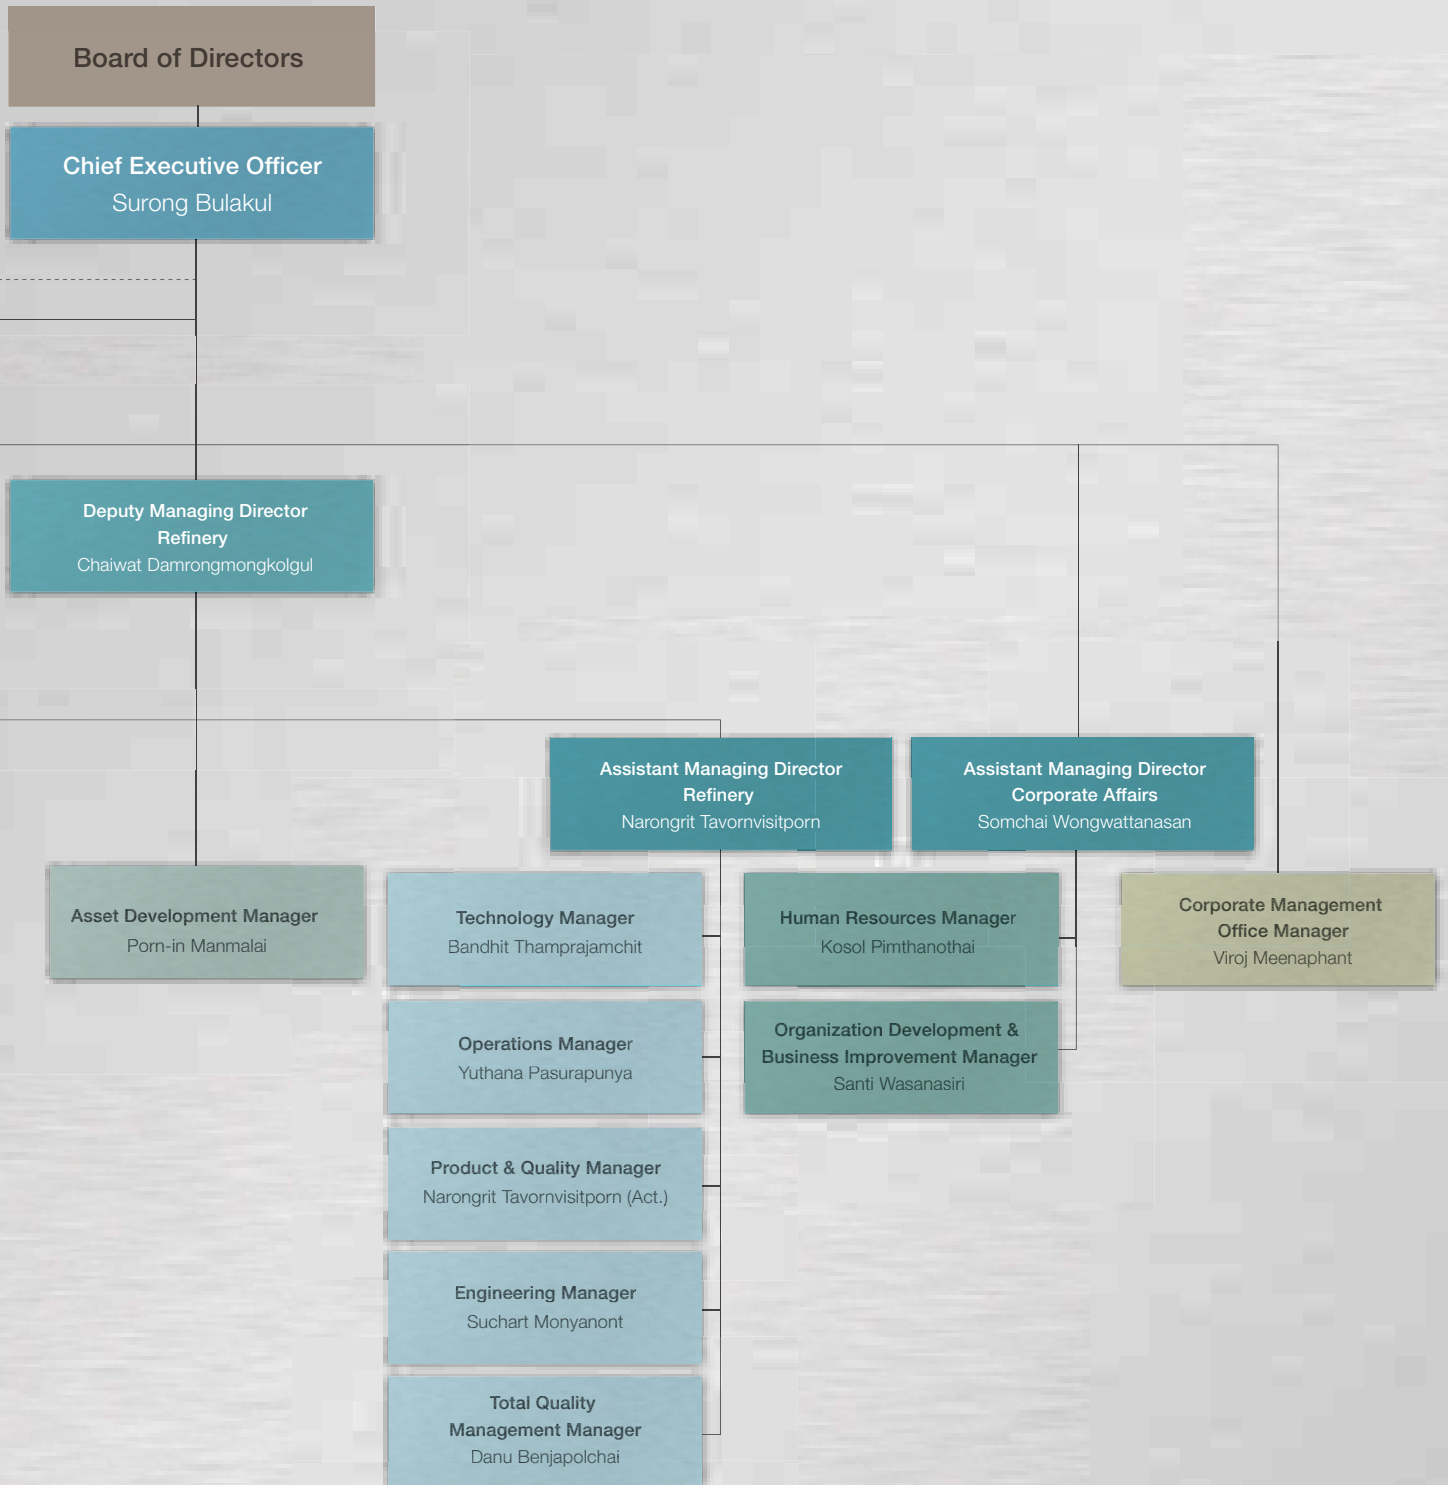 Board of Directors
Chief Executive Officer
Surong Bulakul
Deputy Managing Director
Refinery
Chaiwat Damrongmongkolgul
Assistant Managing Director
Refinery
Narongrit Tavornvisitporn
Assistant Managing Director
Corporate Affairs
Somchai Wongwattanasan
Asset Development Manager
Porn-in Manmalai
Technology Manager
Bandhit Thamprajamchit
Human Resources Manager
Kosol Pimthanothai
Corporate Management
Office Manager
Viroj Meenaphant
Operations Manager
Yuthana Pasurapunya
Organization Development &
Business Improvement Manager
Santi Wasanasiri
Product & Quality Manager
Narongrit Tavornvisitporn (Act.)
Engineering Manager
Suchart Monyanont
Total Quality
Management Manager
Danu Benjapolchai